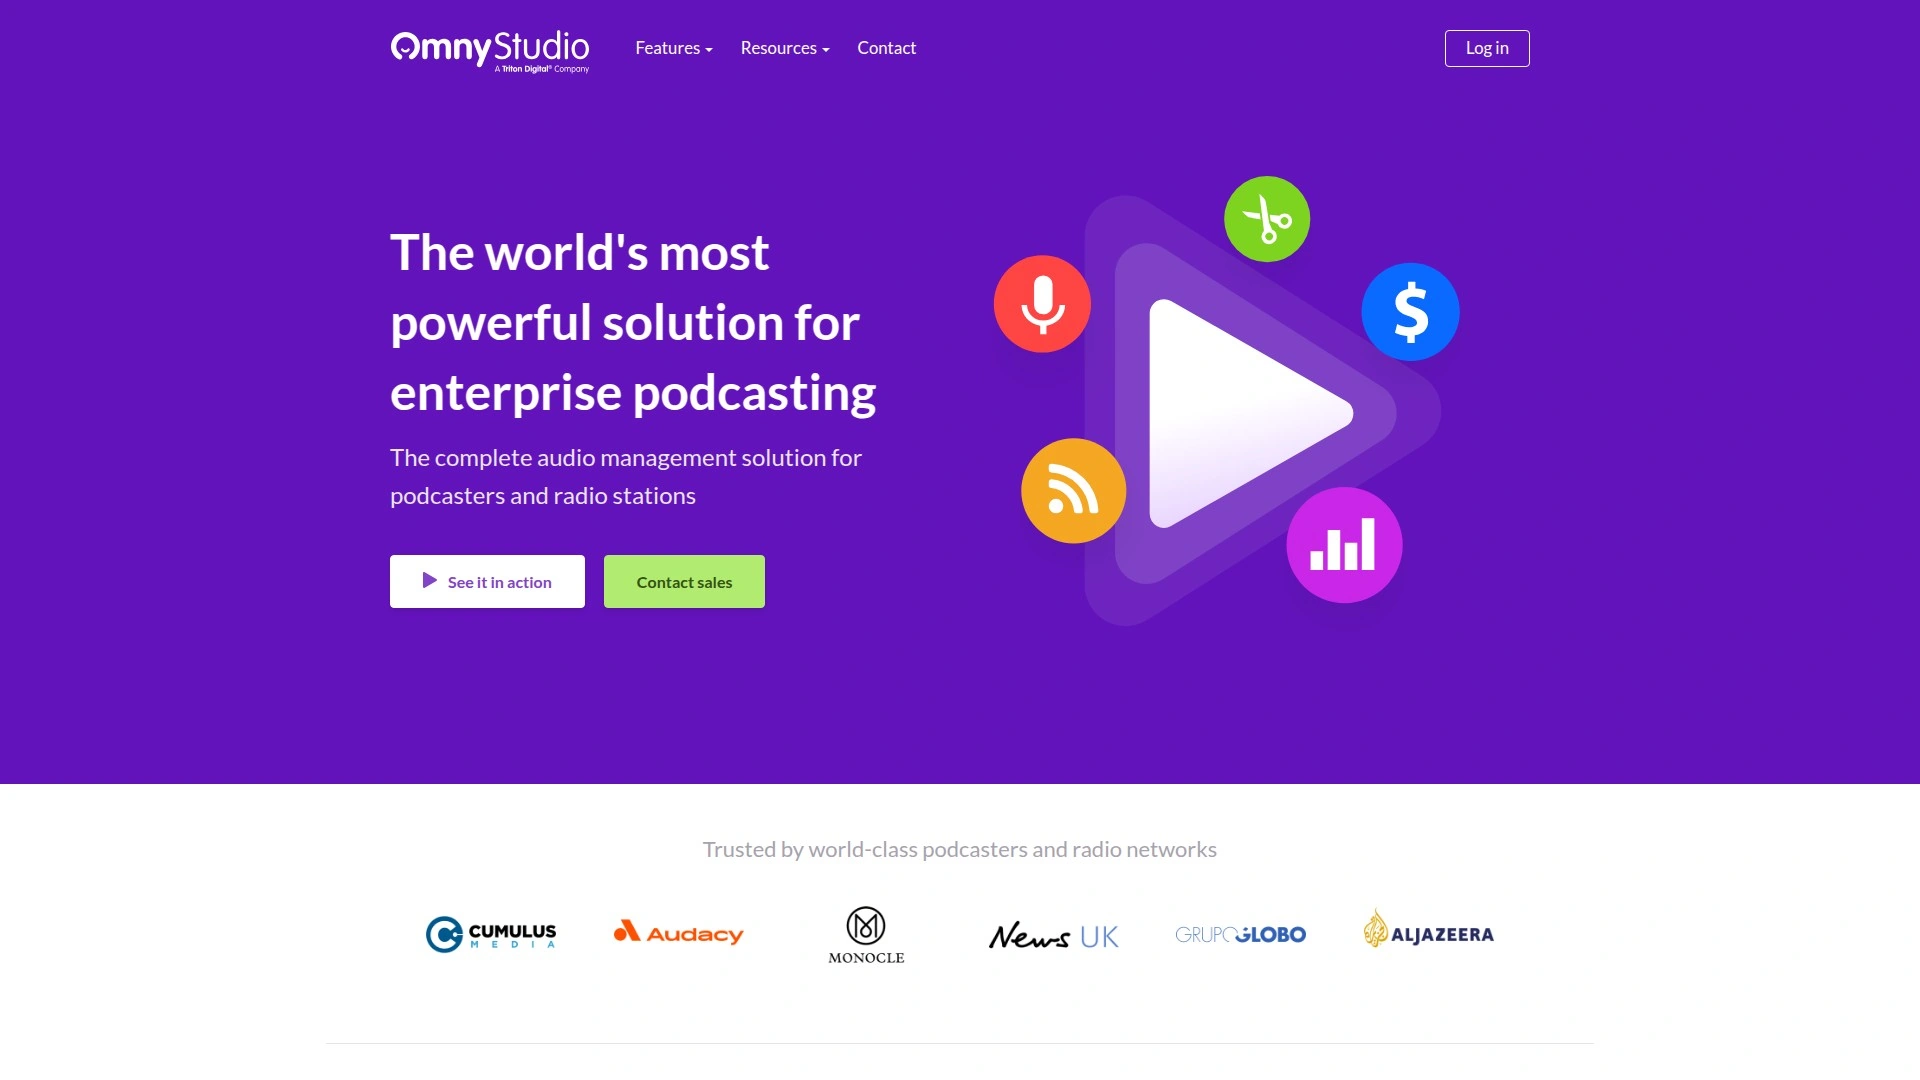 Omny Studio
A Triton Digital® Company
Features
Resources
Contact
Log in
The world's most
powerful solution for
enterprise podcasting
The complete audio management solution for
podcasters and radio stations
See it in action
Contact sales
Trusted by world-class podcasters and radio networks
CUMULUS
MEDIA
Audacy
MONOCLE
News UK
GRUPO GLOBO
ALJAZEERA